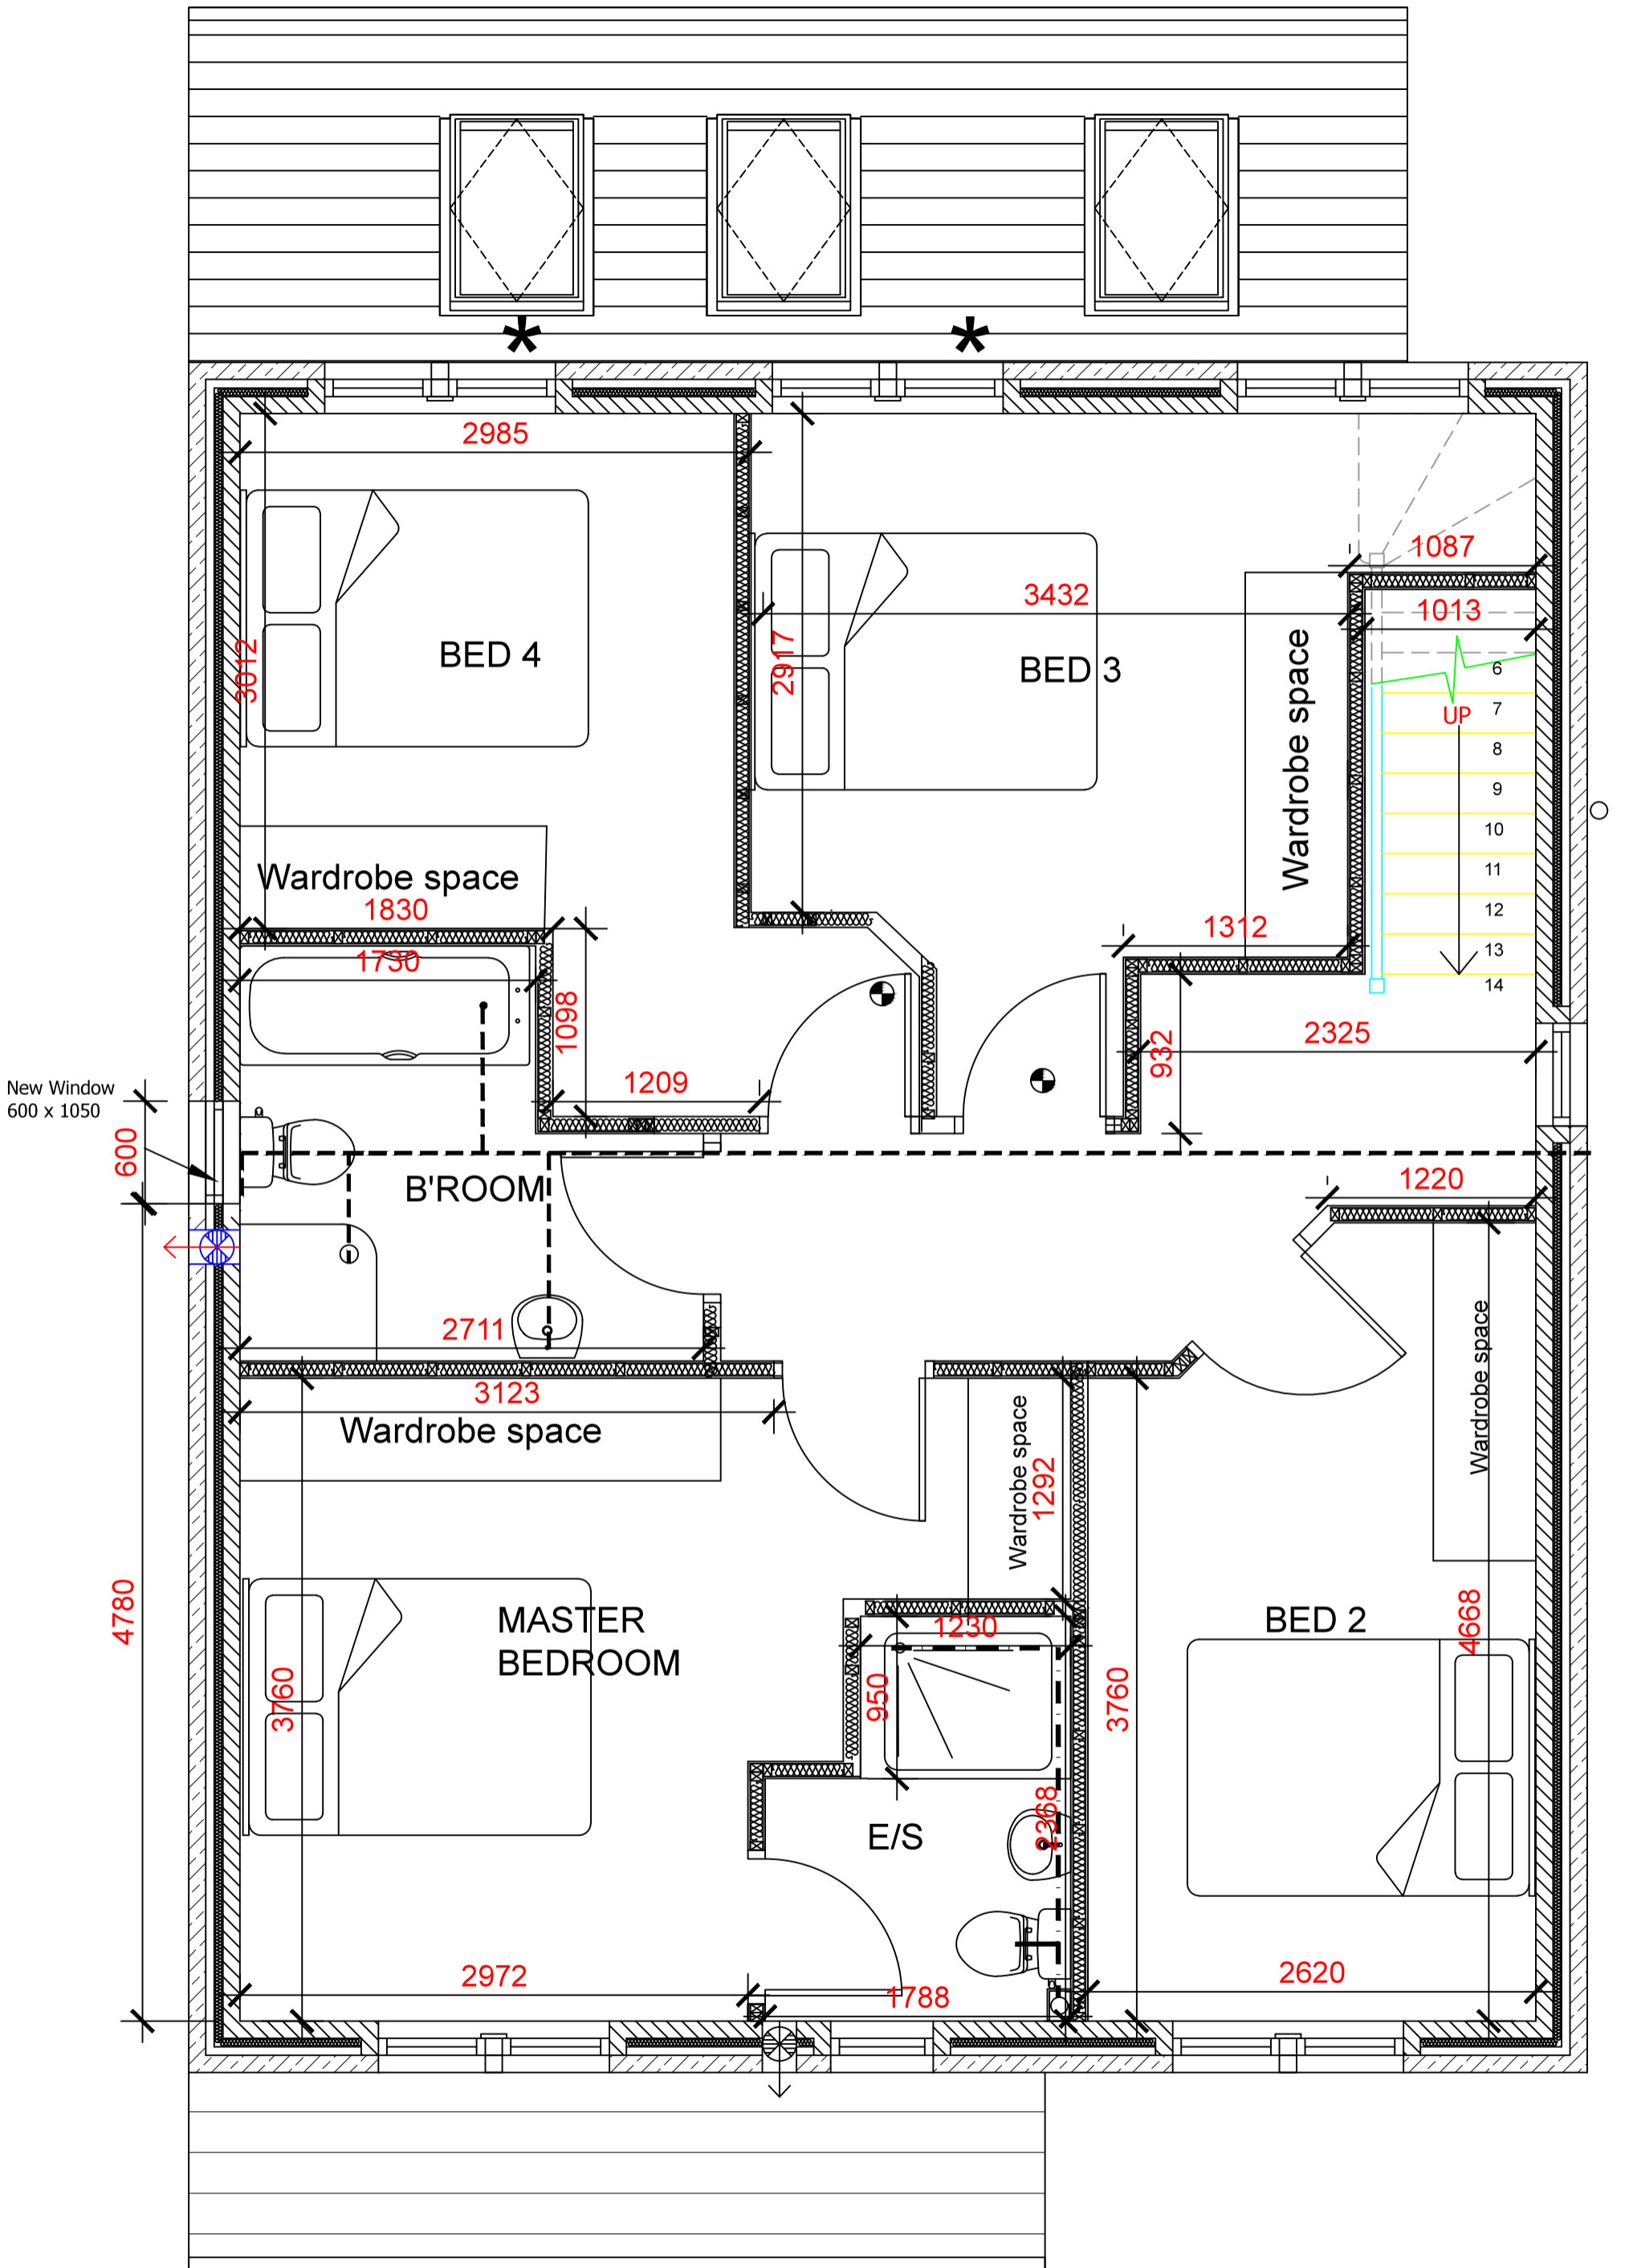 *
*
2985
1087
3432
1013
BED 4
3012
2917
BED 3
Wardrobe space
6
UP
7
8
9
10
11
12
13
14
Wardrobe space
1830
1730
1312
1098
932
2325
1209
New Window
600 x 1050
600
B'ROOM
1220
2711
3123
Wardrobe space
Wardrobe space
1292
Wardrobe space
4780
MASTER
BEDROOM
3760
1230
950
3760
BED 2
4668
E/S
2368
2972
1788
2620